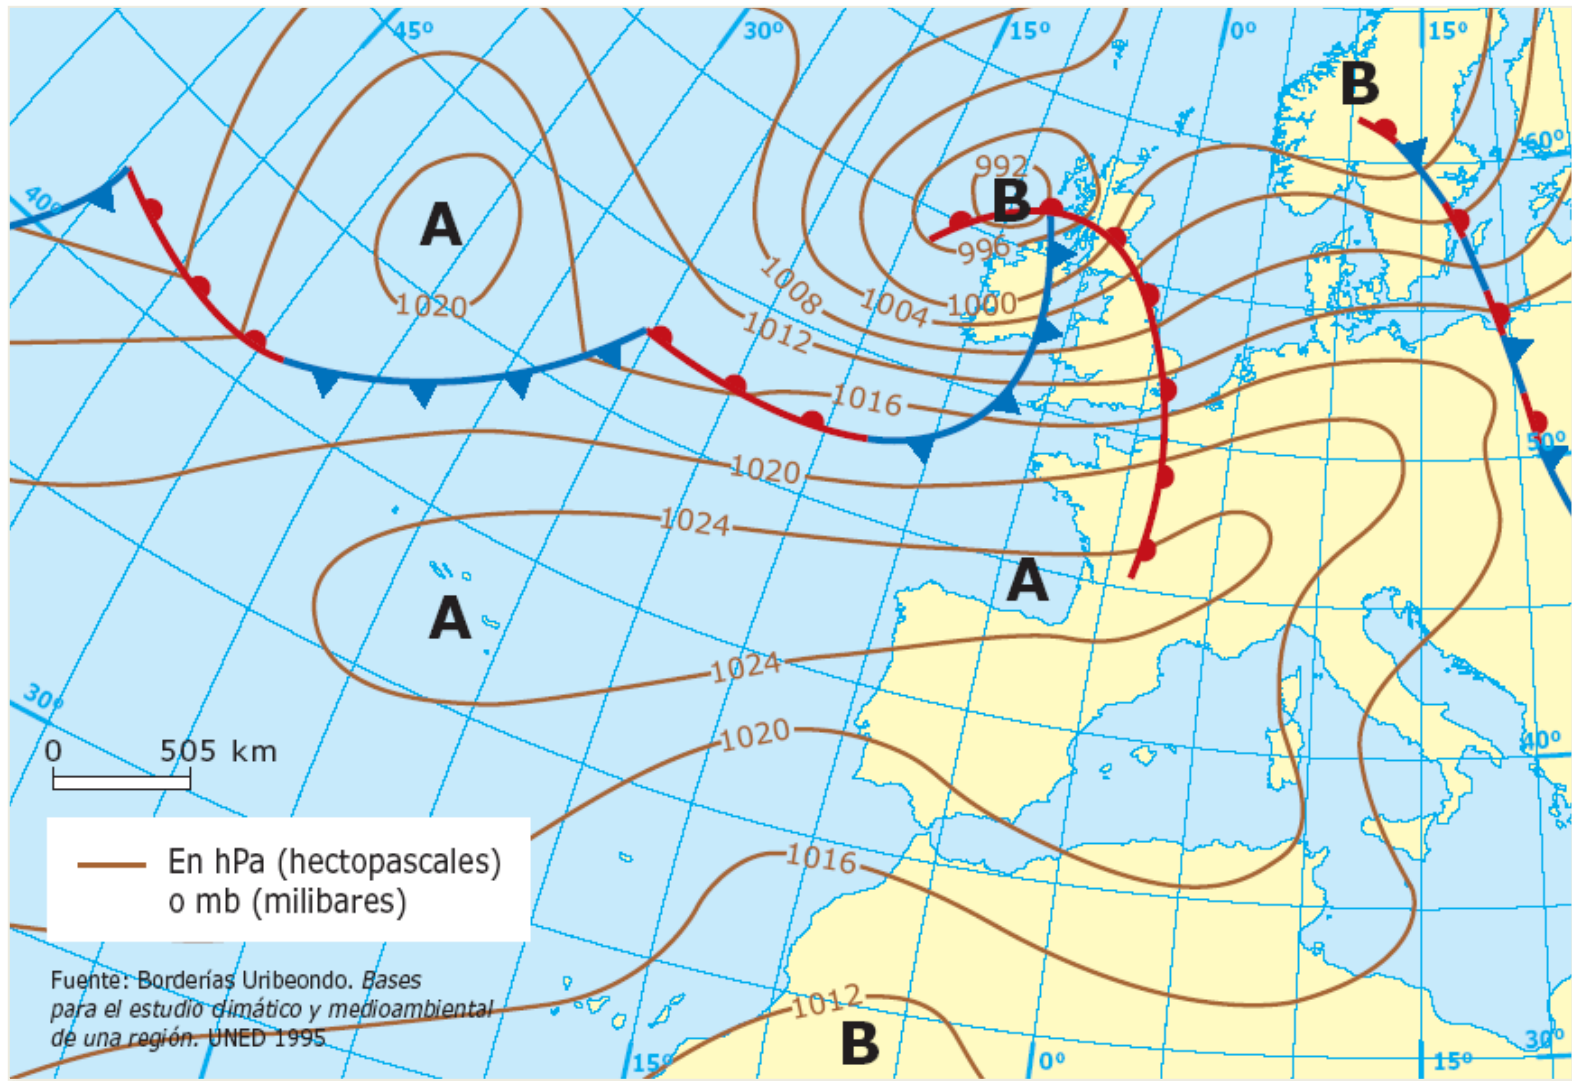 45º
30º
15º
0º
15º
B
60º
992
40º
B
A
996
1008
1020
1004
1000
1012
1016
50º
1020
1024
A
A
1024
30º
1020
40º
0 505 km
1016
En hPa (hectopascales)
o mb (milibares)
Fuente: Borderías Uribeondo. Bases
para el estudio climático y medioambiental
de una región. UNED 1995
1012
B
30º
15º
0º
15º